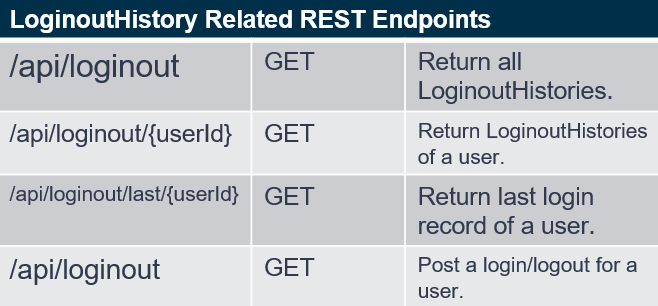 LoginoutHistory Related REST Endpoints
/api/loginout GET Return all
LoginoutHistories.
/api/loginout/{userId} GET Return LoginoutHistories
of a user.
/api/loginout/last/{userId} GET Return last login
record of a user.
/api/loginout GET Post a login/logout for a
user.